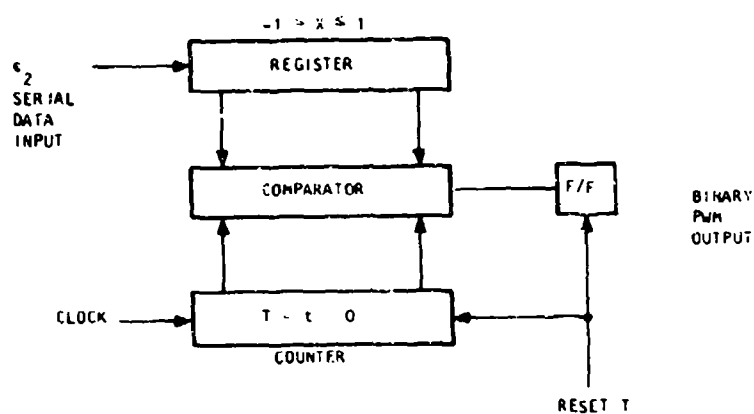 -1 > X ≤ 1
REGISTER
ϵ2
SERIAL
DATA
INPUT
COMPARATOR
F/F
BINARY
PWM
OUTPUT
CLOCK
T - t 0
COUNTER
RESET T